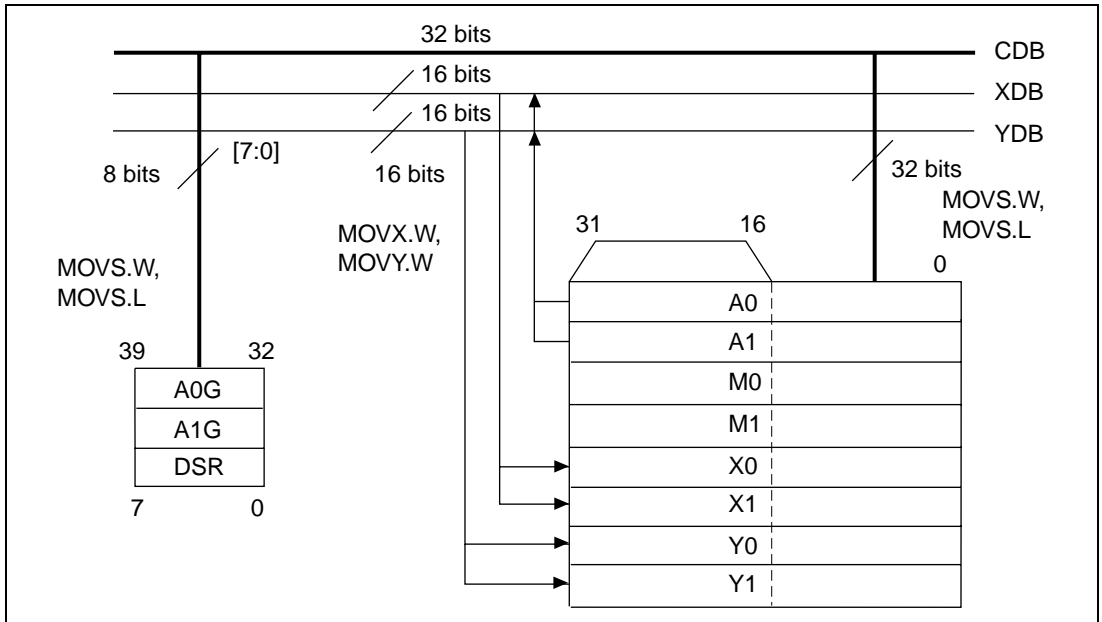 32 bits
CDB
16 bits
XDB
16 bits
YDB
[7:0]
8 bits
16 bits
32 bits
MOVS.W,
MOVS.L
MOVX.W,
MOVY.W
31
16
0
MOVS.W,
MOVS.L
A0
A1
39
32
M0
A0G
M1
A1G
X0
DSR
X1
7
0
Y0
Y1